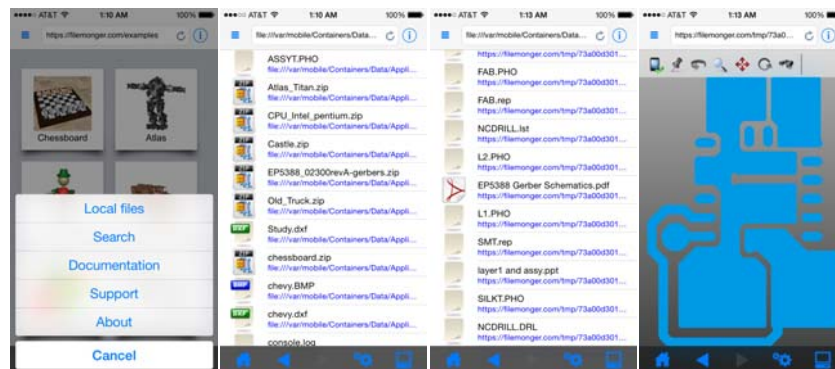 AT&T 1:10 AM 100%
https://filemonger.com/examples
Chessboard
Atlas
Local files
Search
Documentation
Support
About
Cancel
AT&T 1:10 AM 100%
file:///var/mobile/Containers/Data...
ASSYT.PHO
file:///var/mobile/Containers/Data/Appli...
Atlas_Titan.zip
file:///var/mobile/Containers/Data/Appli...
CPU_Intel_pentium.zip
file:///var/mobile/Containers/Data/Appli...
Castle.zip
file:///var/mobile/Containers/Data/Appli...
EP5388_02300revA-gerbers.zip
file:///var/mobile/Containers/Data/Appli...
Old_Truck.zip
file:///var/mobile/Containers/Data/Appli...
Study.dxf
file:///var/mobile/Containers/Data/Appli...
chessboard.zip
file:///var/mobile/Containers/Data/Appli...
chevy.BMP
file:///var/mobile/Containers/Data/Appli...
chevy.dxf
file:///var/mobile/Containers/Data/Appli...
console.log
AT&T 1:13 AM 100%
file:///var/mobile/Containers/Data...
https://filemonger.com/tmp/73a00d301...
FAB.PHO
https://filemonger.com/tmp/73a00d301...
FAB.rep
https://filemonger.com/tmp/73a00d301...
NCDRILL.lst
https://filemonger.com/tmp/73a00d301...
L2.PHO
https://filemonger.com/tmp/73a00d301...
EP5388 Gerber Schematics.pdf
https://filemonger.com/tmp/73a00d301...
L1.PHO
https://filemonger.com/tmp/73a00d301...
SMT.rep
https://filemonger.com/tmp/73a00d301...
layer1 and assy.ppt
https://filemonger.com/tmp/73a00d301...
SILKT.PHO
https://filemonger.com/tmp/73a00d301...
NCDRILL.DRL
https://filemonger.com/tmp/73a00d301...
AT&T 1:13 AM 100%
https://filemonger.com/tmp/73a0...